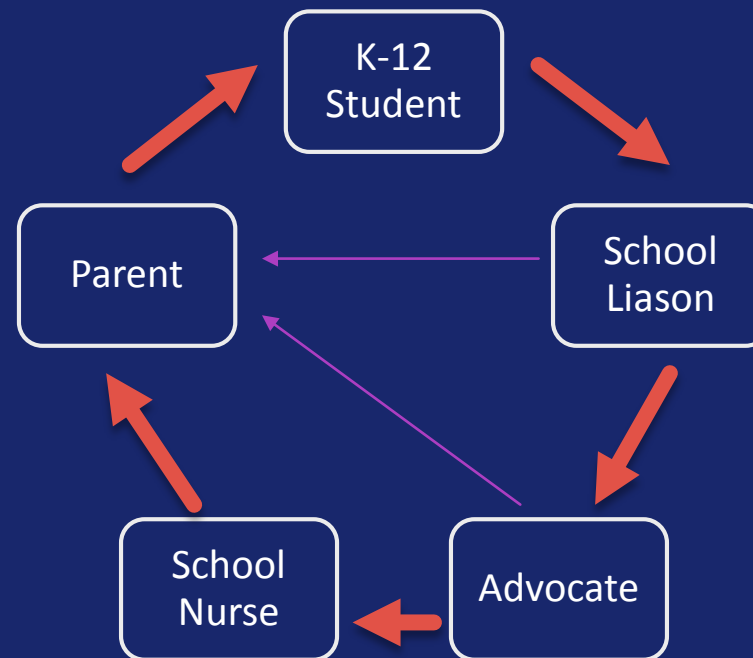 K-12
Student
Parent
School
Liason
School
Nurse
Advocate